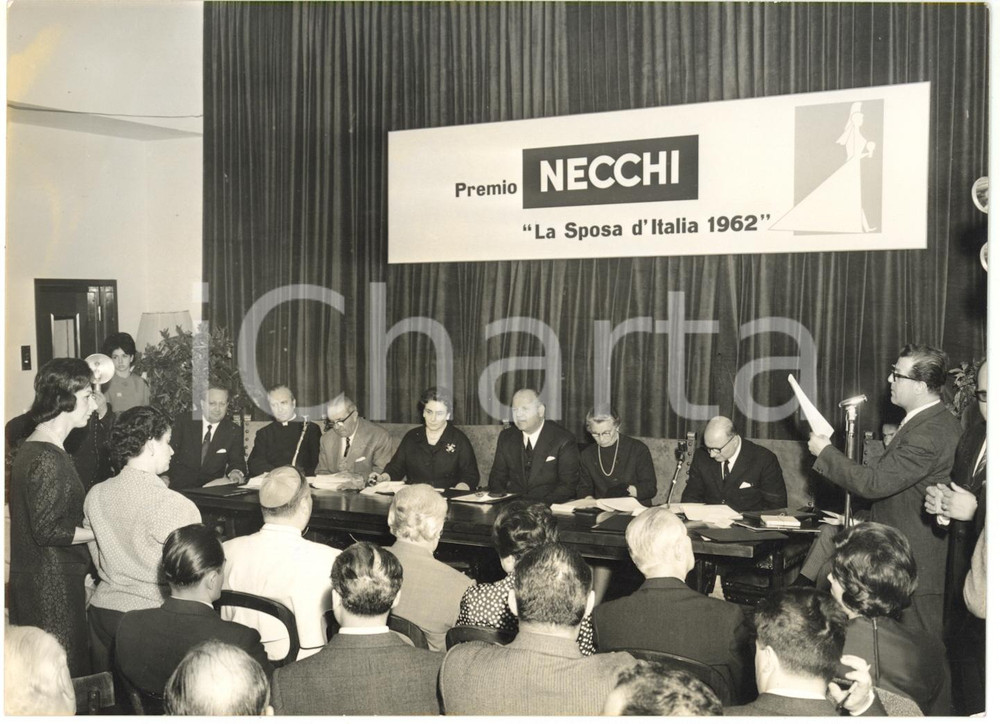 Premio NECCHI
“La Sposa d’Italia 1962”
iCharta